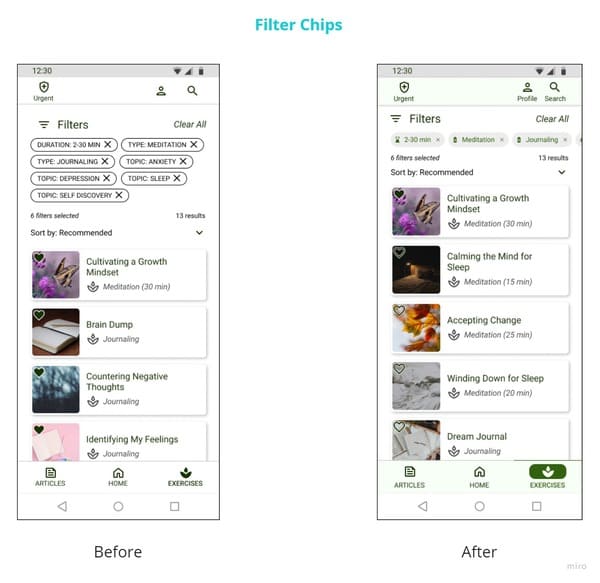 Filter Chips
12:30
Urgent
Filters
Clear All
DURATION: 2-30 MIN
TYPE: MEDITATION
TYPE: JOURNALING
TOPIC: ANXIETY
TOPIC: DEPRESSION
TOPIC: SLEEP
TOPIC: SELF DISCOVERY
6 filters selected
13 results
Sort by: Recommended
Cultivating a Growth
Mindset
Meditation (30 min)
Brain Dump
Journaling
Countering Negative
Thoughts
Journaling
Identifying My Feelings
Journaling
ARTICLES
HOME
EXERCISES
Before
12:30
Urgent
Profile
Search
Filters
Clear All
2-30 min
Meditation
Journaling
6 filters selected
13 results
Sort by: Recommended
Cultivating a Growth
Mindset
Meditation (30 min)
Calming the Mind for
Sleep
Meditation (15 min)
Accepting Change
Meditation (25 min)
Winding Down for Sleep
Meditation (20 min)
Dream Journal
Journaling
ARTICLES
HOME
EXERCISES
After
miro